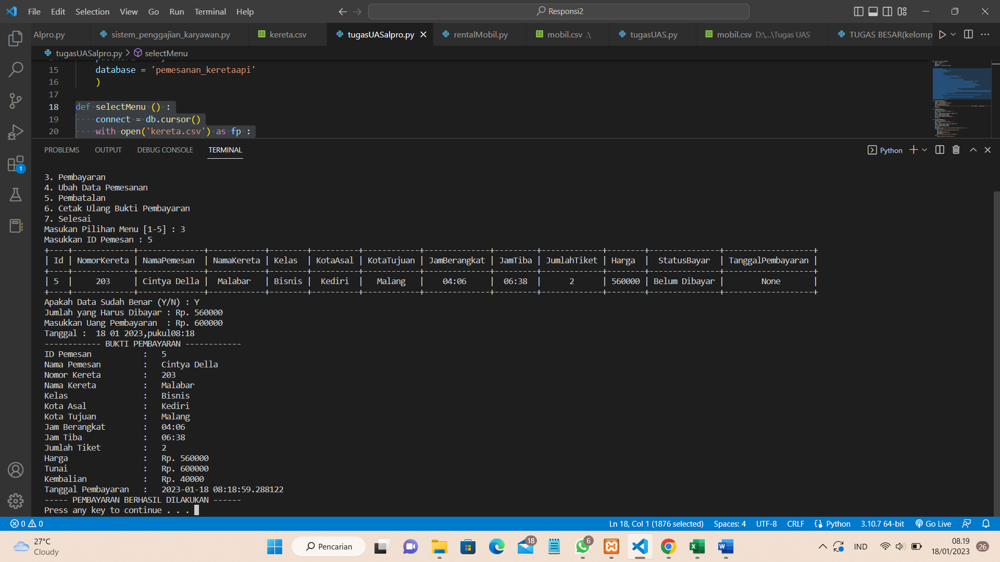 File Edit Selection View Go Run Terminal Help
Responsi2
Alpro.py sistem_penggajian_karyawan.py kereta.csv tugasUASalpro.py rentalMobil.py mobil.csv .\ tugasUAS.py mobil.csv D:\...\Tugas UAS TUGAS BESAR(kelomp
tugasUASalpro.py > selectMenu
15 database = 'pemesanan_keretaapi'
16 )
17
18 def selectMenu () :
19 connect = db.cursor()
20 with open('kereta.csv') as fp :
PROBLEMS OUTPUT DEBUG CONSOLE TERMINAL
Python
3. Pembayaran
4. Ubah Data Pemesanan
5. Pembatalan
6. Cetak Ulang Bukti Pembayaran
7. Selesai
Masukan Pilihan Menu [1-5] : 3
Masukkan ID Pemesan : 5
+----+-------------+--------------+------------+--------+----------+------------+--------------+---------+-------------+--------+---------------+-------------------+
| Id | NomorKereta | NamaPemesan | NamaKereta | Kelas | KotaAsal | KotaTujuan | JamBerangkat | JamTiba | JumlahTiket | Harga | StatusBayar | TanggalPembayaran |
+----+-------------+--------------+------------+--------+----------+------------+--------------+---------+-------------+--------+---------------+-------------------+
| 5 | 203 | Cintya Della | Malabar | Bisnis | Kediri | Malang | 04:06 | 06:38 | 2 | 560000 | Belum Dibayar | None |
+----+-------------+--------------+------------+--------+----------+------------+--------------+---------+-------------+--------+---------------+-------------------+
Apakah Data Sudah Benar (Y/N) : Y
Jumlah yang Harus Dibayar : Rp. 560000
Masukkan Uang Pembayaran : Rp. 600000
Tanggal : 18 01 2023,pukul08:18
------------ BUKTI PEMBAYARAN ------------
ID Pemesan : 5
Nama Pemesan : Cintya Della
Nomor Kereta : 203
Nama Kereta : Malabar
Kelas : Bisnis
Kota Asal : Kediri
Kota Tujuan : Malang
Jam Berangkat : 04:06
Jam Tiba : 06:38
Jumlah Tiket : 2
Harga : Rp. 560000
Tunai : Rp. 600000
Kembalian : Rp. 40000
Tanggal Pembayaran : 2023-01-18 08:18:59.288122
----- PEMBAYARAN BERHASIL DILAKUKAN ------
Press any key to continue . . .
1
0 0 Ln 18, Col 1 (1876 selected) Spaces: 4 UTF-8 CRLF Python 3.10.7 64-bit Go Live
27°C
Cloudy
Pencarian
18
6
IND
08.19
18/01/2023
26